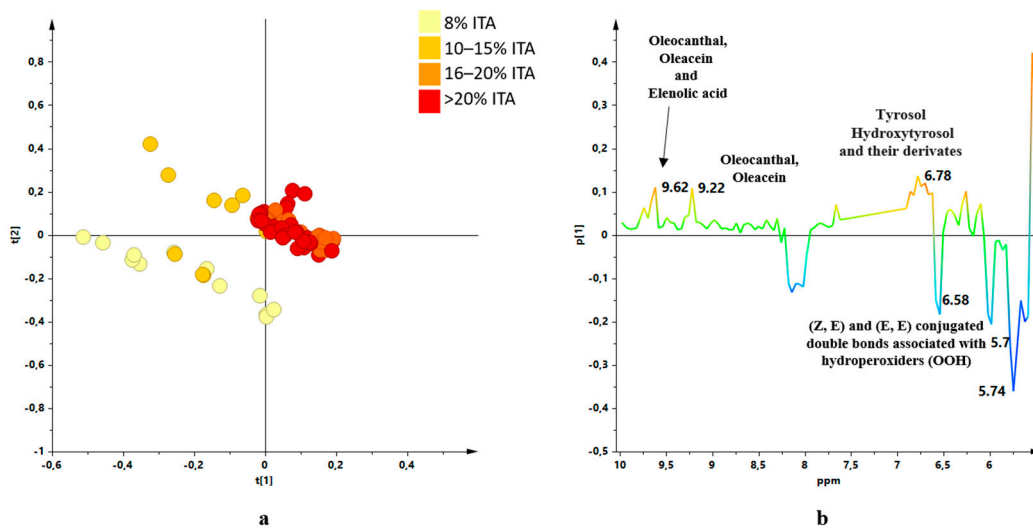 8% ITA
10–15% ITA
16–20% ITA
>20% ITA
t[2]
0,8
0,6
0,4
0,2
0
-0,2
-0,4
-0,6
-0,8
-1
-0,6
-0,4
-0,2
0
0,2
0,4
t[1]
a
p[1]
0,4
0,3
0,2
0,1
0
-0,1
-0,2
-0,3
-0,4
-0,5
Oleocanthal,
Oleacein
and
Elenolic acid
9.62
9.22
Oleocanthal,
Oleacein
Tyrosol
Hydroxytyrosol
and their derivates
6.78
6.58
(Z, E) and (E, E) conjugated
double bonds associated with
hydroperoxiders (OOH)
5.7
5.74
10
9,5
9
8,5
8
7,5
7
6,5
6
ppm
b